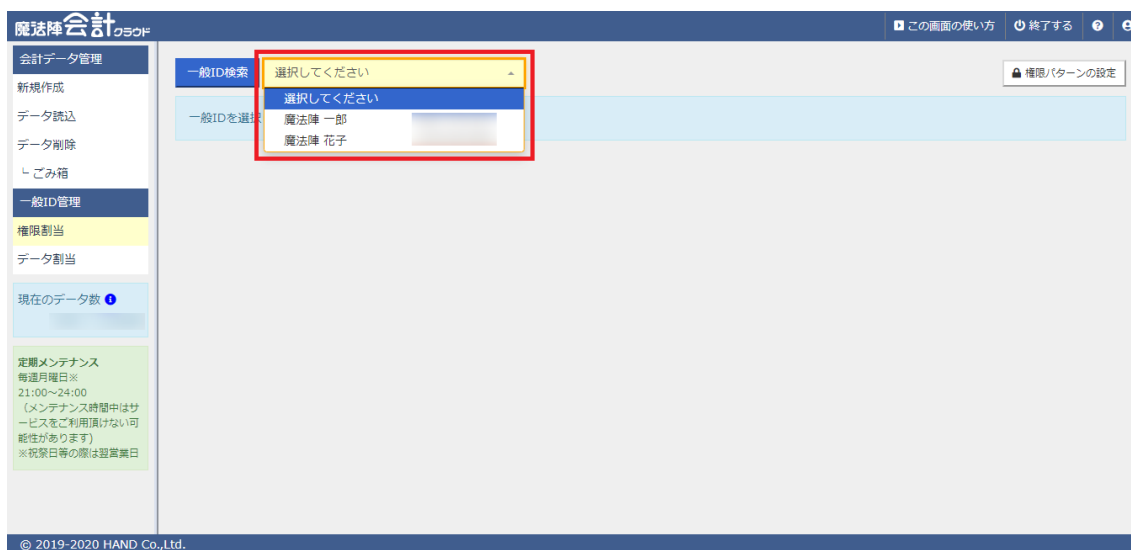 魔法陣会計クラウド
この画面の使い方
終了する
会計データ管理
新規作成
データ読込
データ削除
└ ごみ箱
一般ID管理
権限割当
データ割当
現在のデータ数
定期メンテナンス
毎週月曜日※
21:00～24:00
（メンテナンス時間中はサ
ービスをご利用頂けない可
能性があります)
※祝祭日等の際は翌営業日
一般ID検索
選択してください
権限パターンの設定
選択してください
魔法陣 一郎
魔法陣 花子
一般IDを選択
© 2019-2020 HAND Co.,Ltd.